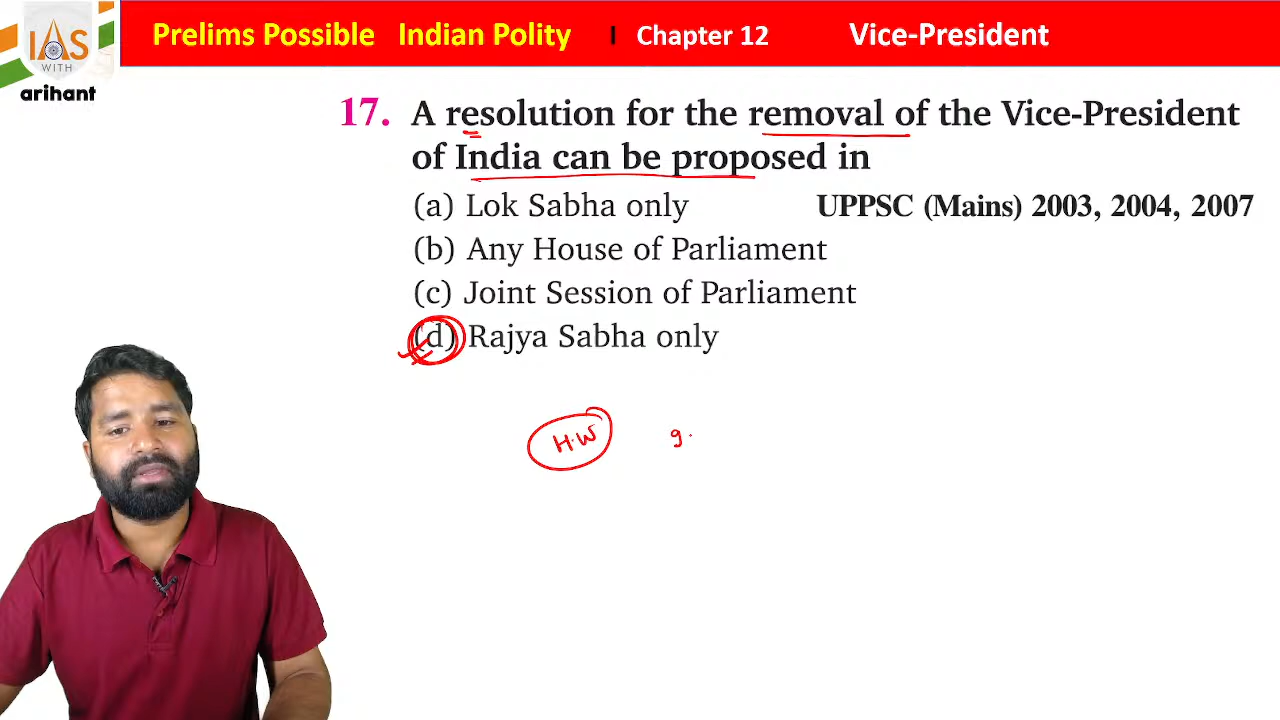 IAS
WITH
arihant
Prelims Possible Indian Polity | Chapter 12 Vice-President
17. A resolution for the removal of the Vice-President
of India can be proposed in
(a) Lok Sabha only UPPSC (Mains) 2003, 2004, 2007
(b) Any House of Parliament
(c) Joint Session of Parliament
(d) Rajya Sabha only
H.W 9.